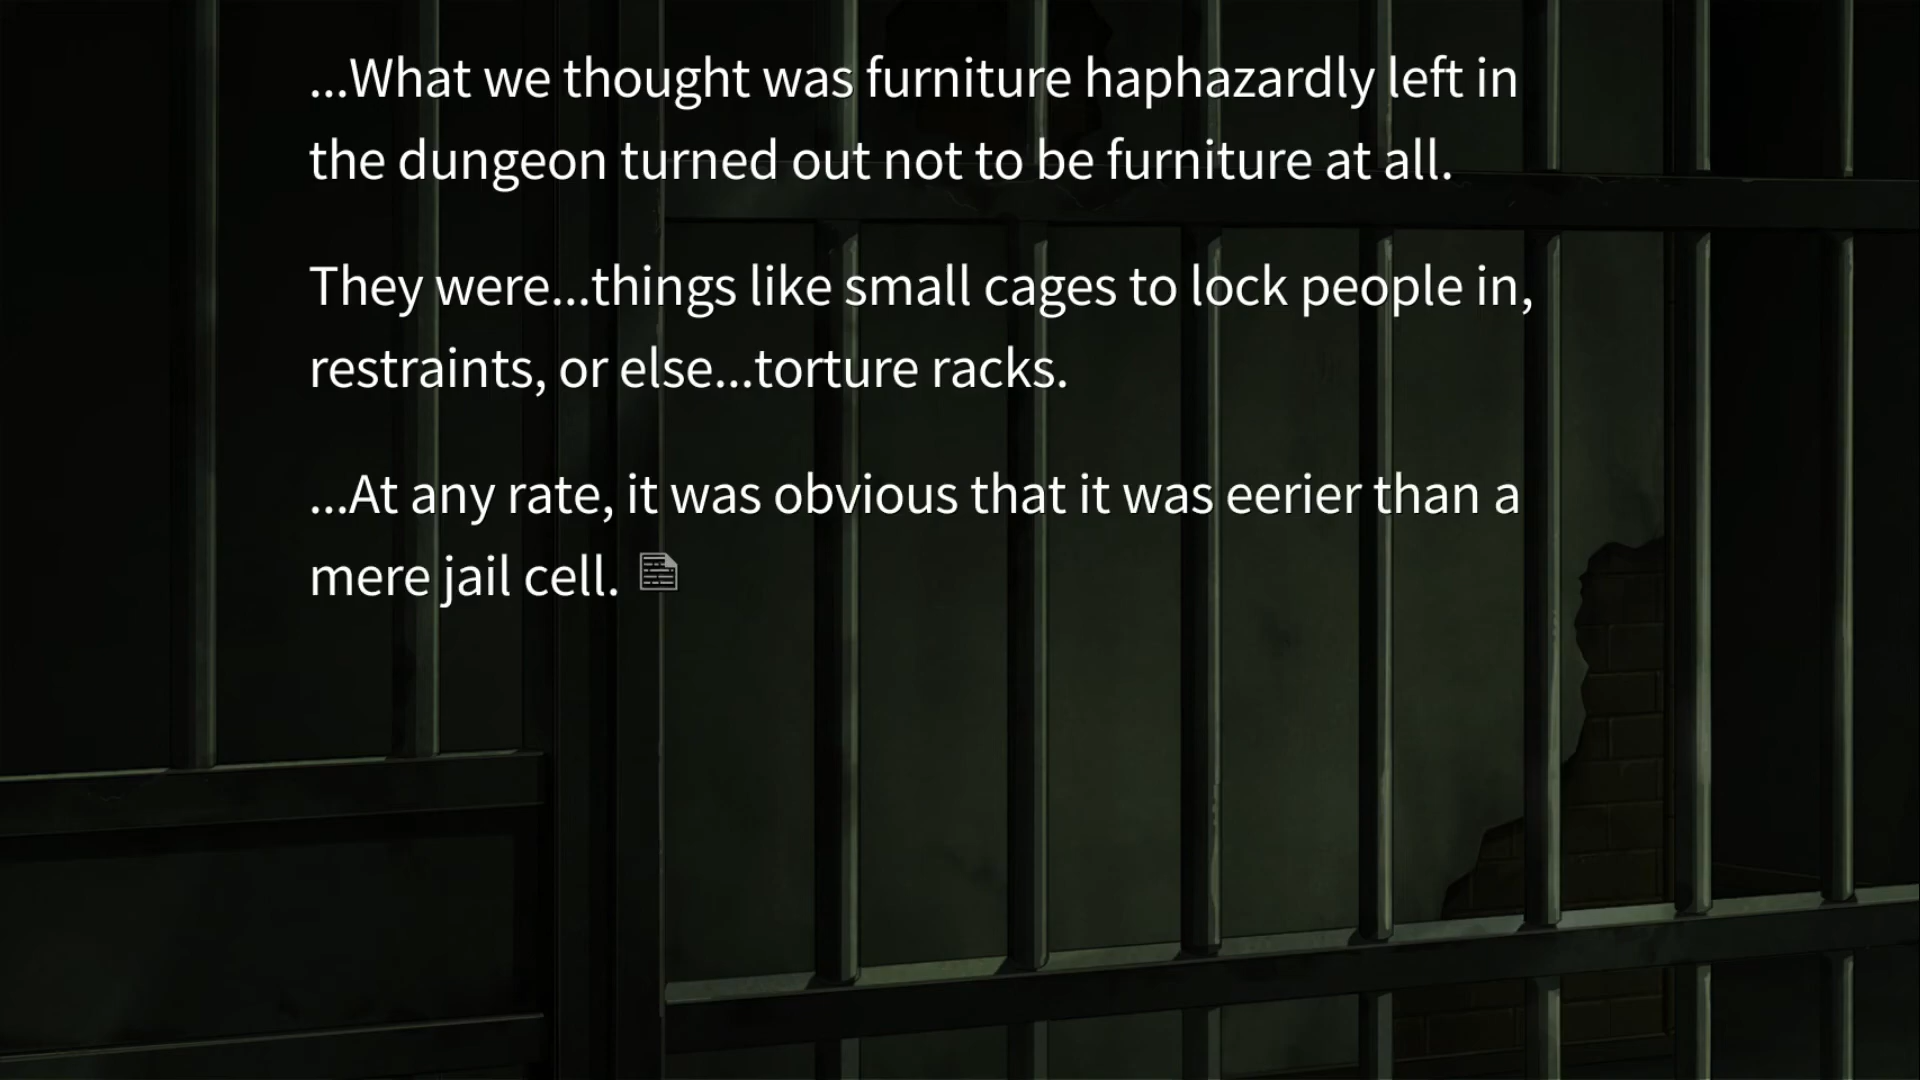 ...What we thought was furniture haphazardly left in
the dungeon turned out not to be furniture at all.
They were...things like small cages to lock people in,
restraints, or else...torture racks.
...At any rate, it was obvious that it was eerier than a
mere jail cell.